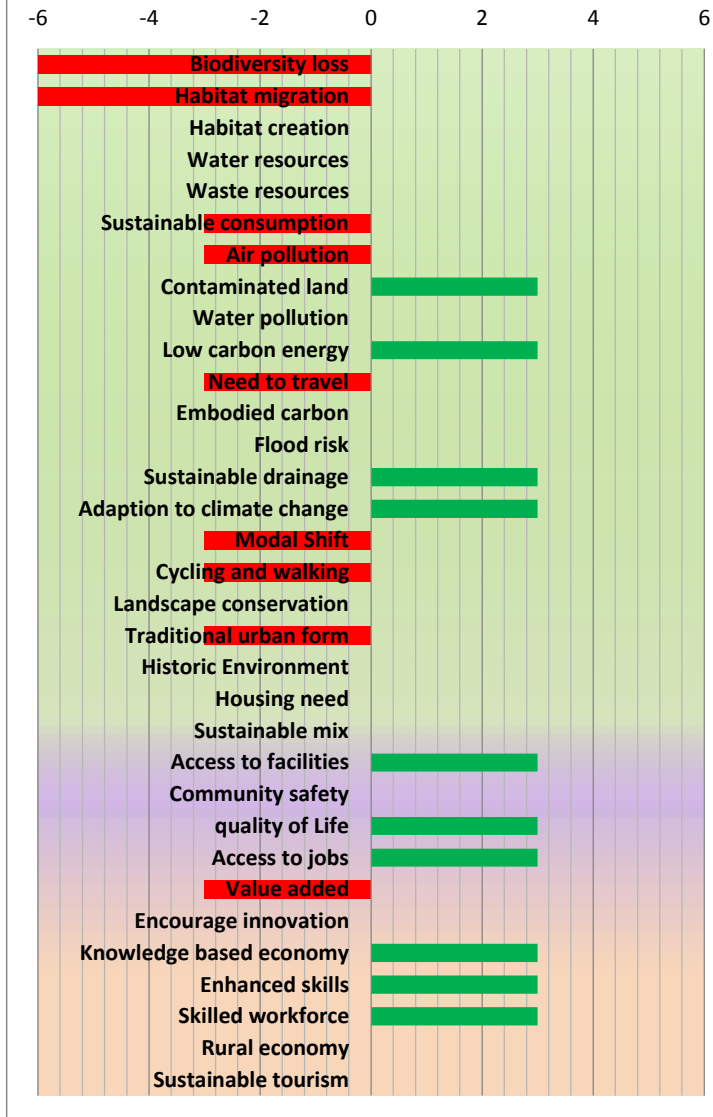 -6 -4 -2 0 2 4 6
Biodiversity loss
Habitat migration
Habitat creation
Water resources
Waste resources
Sustainable consumption
Air pollution
Contaminated land
Water pollution
Low carbon energy
Need to travel
Embodied carbon
Flood risk
Sustainable drainage
Adaption to climate change
Modal Shift
Cycling and walking
Landscape conservation
Traditional urban form
Historic Environment
Housing need
Sustainable mix
Access to facilities
Community safety
quality of Life
Access to jobs
Value added
Encourage innovation
Knowledge based economy
Enhanced skills
Skilled workforce
Rural economy
Sustainable tourism